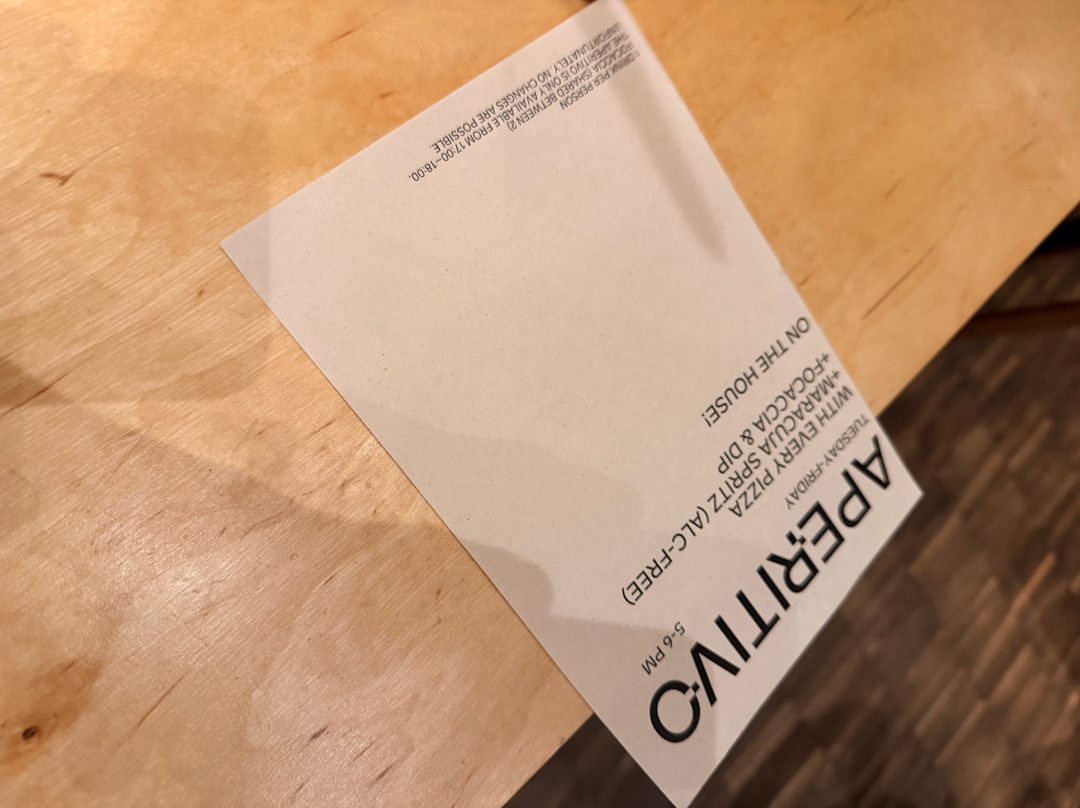 APERITIVO
TUESDAY-FRIDAY 5-6 PM
WITH EVERY PIZZA
+MARACUJA SPRITZ (ALC-FREE)
+FOCACCIA & DIP
ON THE HOUSE!
1 DRINK PER PERSON
1 FOCACCIA (SHARED BETWEEN 2)
THE APERITIVO IS ONLY AVAILABLE FROM 17:00–18:00.
UNFORTUNATELY, NO CHANGES ARE POSSIBLE.